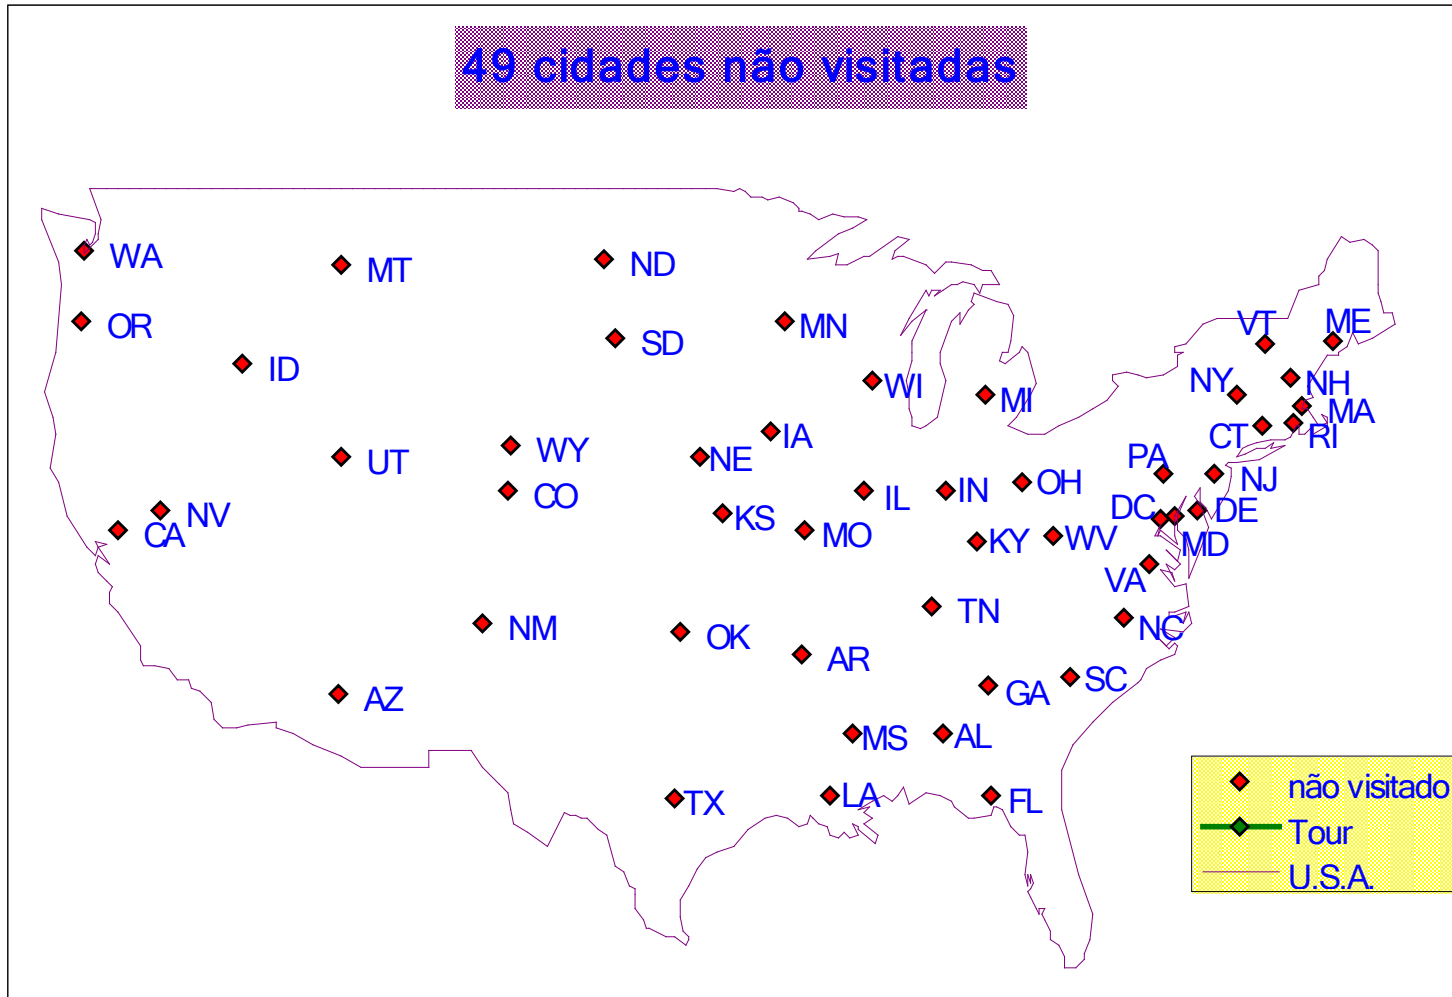 49 cidades não visitadas
WA
MT
ND
OR
MN
SD
VT
ME
ID
WI
MI
NY
NH
MA
IA
CT
RI
WY
UT
NE
PA
CO
IL
IN
OH
NJ
NV
KS
DC
DE
CA
MO
KY
WV
MD
VA
TN
NM
OK
NC
AR
SC
AZ
GA
MS
AL
TX
LA
FL
não visitado
Tour
U.S.A.